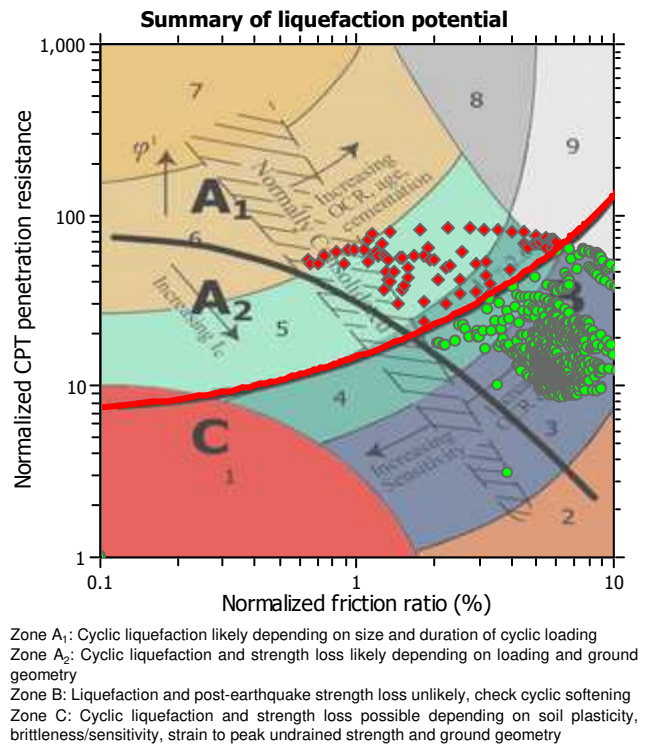 Summary of liquefaction potential
1,000
100
10
1
0.1
1
10
Normalized CPT penetration resistance
Normalized friction ratio (%)
7
8
9
φ'
A1
Increasing
OCR, age,
cementation
Normally Consolidated
6
A2
Increasing Ic
5
B
4
C
1
Increasing
Sensitivity
OCR
3
2
Zone A1: Cyclic liquefaction likely depending on size and duration of cyclic loading
Zone A2: Cyclic liquefaction and strength loss likely depending on loading and ground
geometry
Zone B: Liquefaction and post-earthquake strength loss unlikely, check cyclic softening
Zone C: Cyclic liquefaction and strength loss possible depending on soil plasticity,
brittleness/sensitivity, strain to peak undrained strength and ground geometry